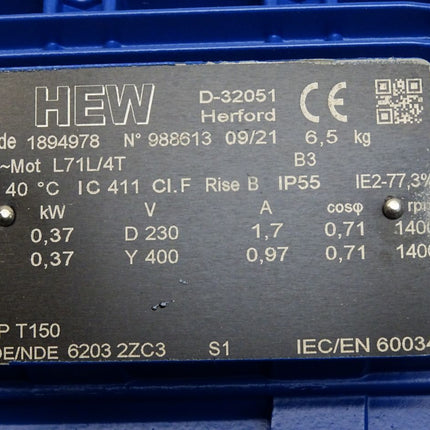 HEW D-32051 CE
Herford
de 1894978 N° 988613 09/21 6,5 kg
~Mot L71L/4T B3
40 °C IC 411 Cl.F Rise B IP55 IE2-77,3%
kW V A cosφ rp
0,37 D 230 1,7 0,71 1400
0,37 Y 400 0,97 0,71 1400
P T150
DE/NDE 6203 2ZC3 S1 IEC/EN 60034